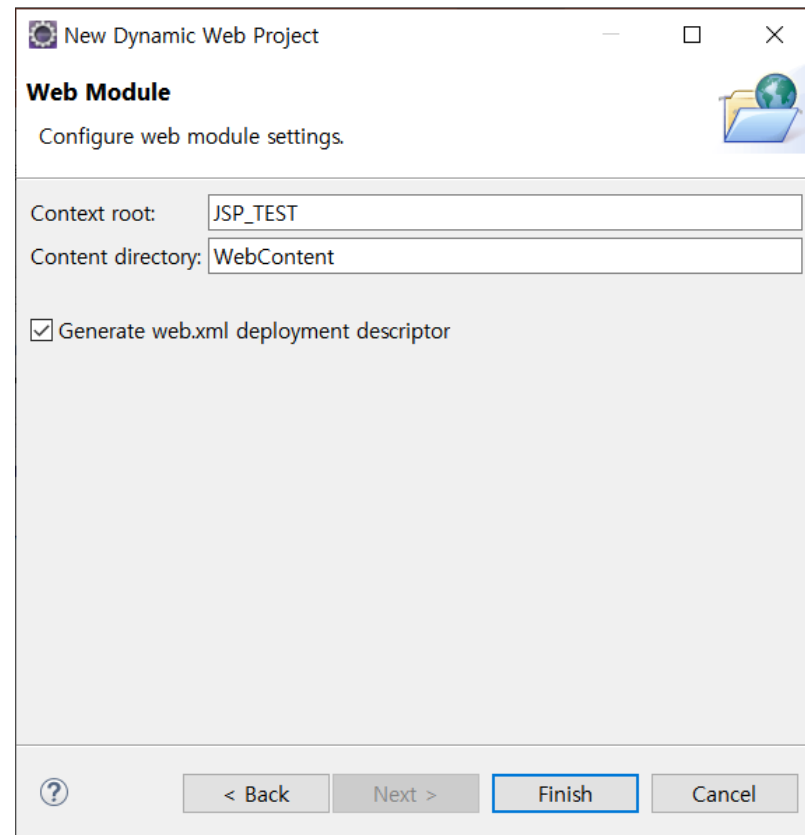 New Dynamic Web Project
Web Module
Configure web module settings.
Context root: JSP_TEST
Content directory: WebContent
Generate web.xml deployment descriptor
? < Back Next > Finish Cancel